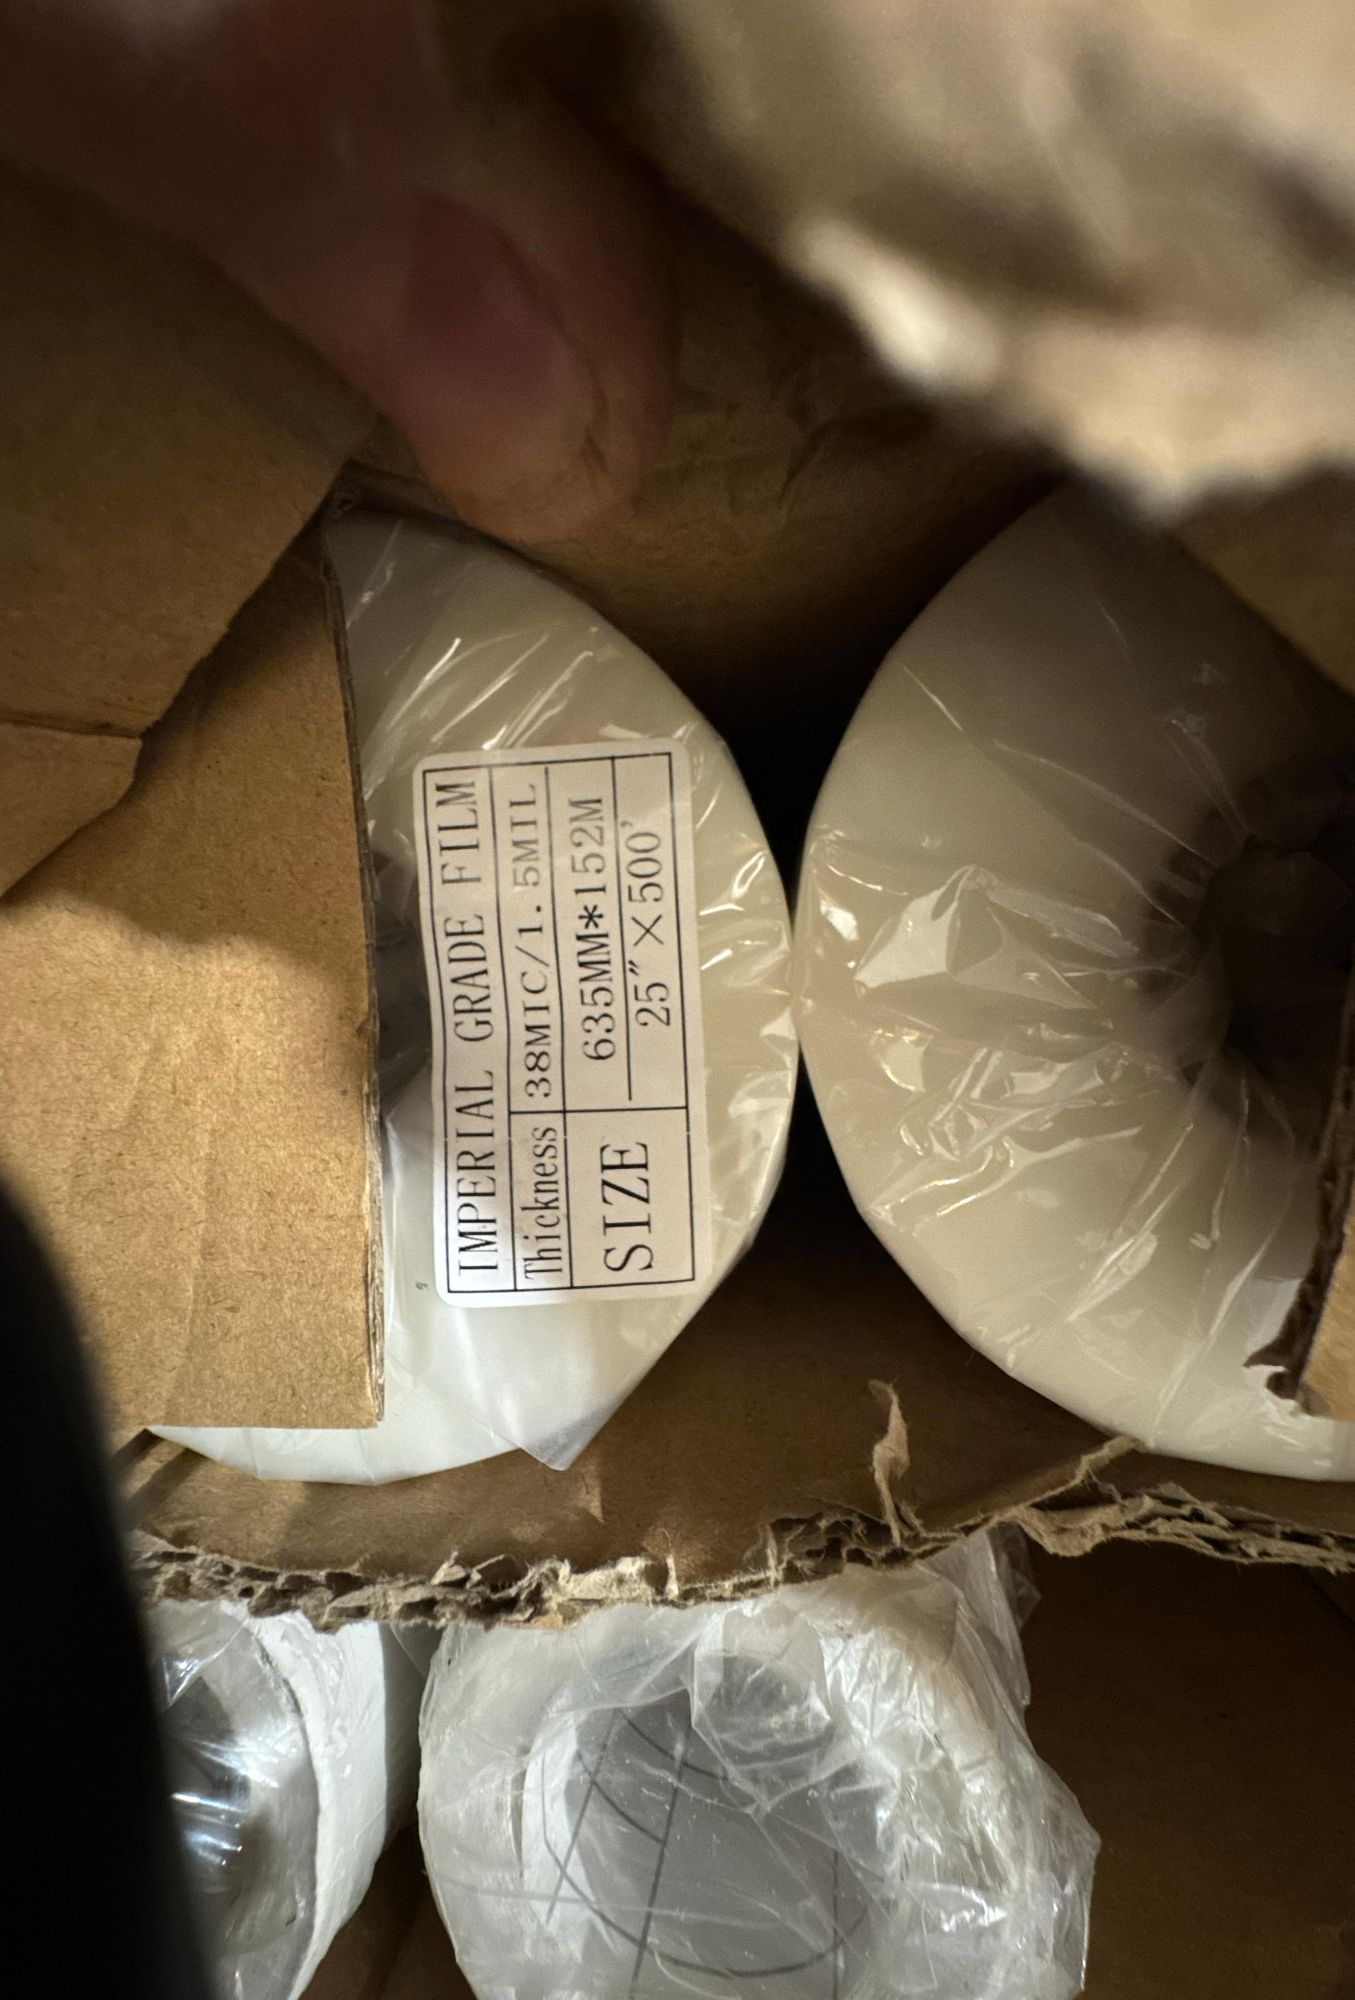 IMPERIAL GRADE FILM
Thickness 38MIC/1.5MIL
SIZE 635MM*152M
25"×500'